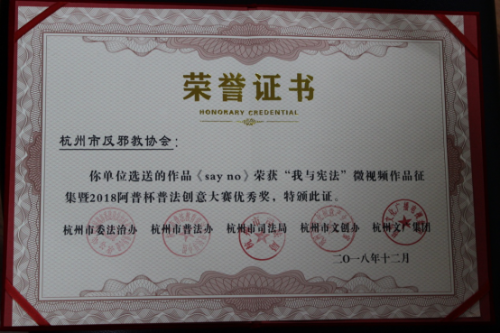 荣誉证书
HONORARY CREDENTIAL
杭州市反邪教协会：
你单位选送的作品《say no》荣获“我与宪法”微视频作品征
集暨2018阿普杯普法创意大赛优秀奖，特颁此证。
杭州市委法治办 杭州市普法办 杭州市司法局 杭州市文创办 杭州文广集团
二〇一八年十二月